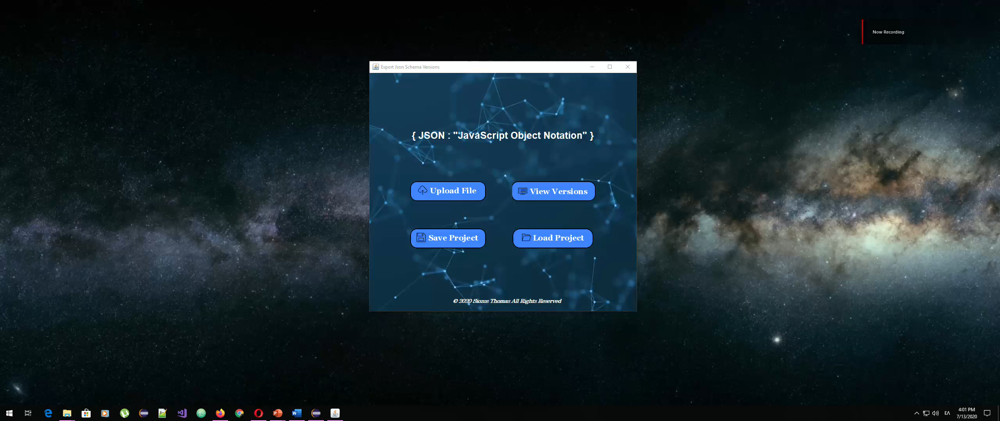 Now Recording
Export Json Schema Versions
{ JSON : "JavaScript Object Notation" }
Upload File
View Versions
Save Project
Load Project
© 2020 Siozos Thomas All Rights Reserved
ΕΛ
4:01 PM
7/13/2020